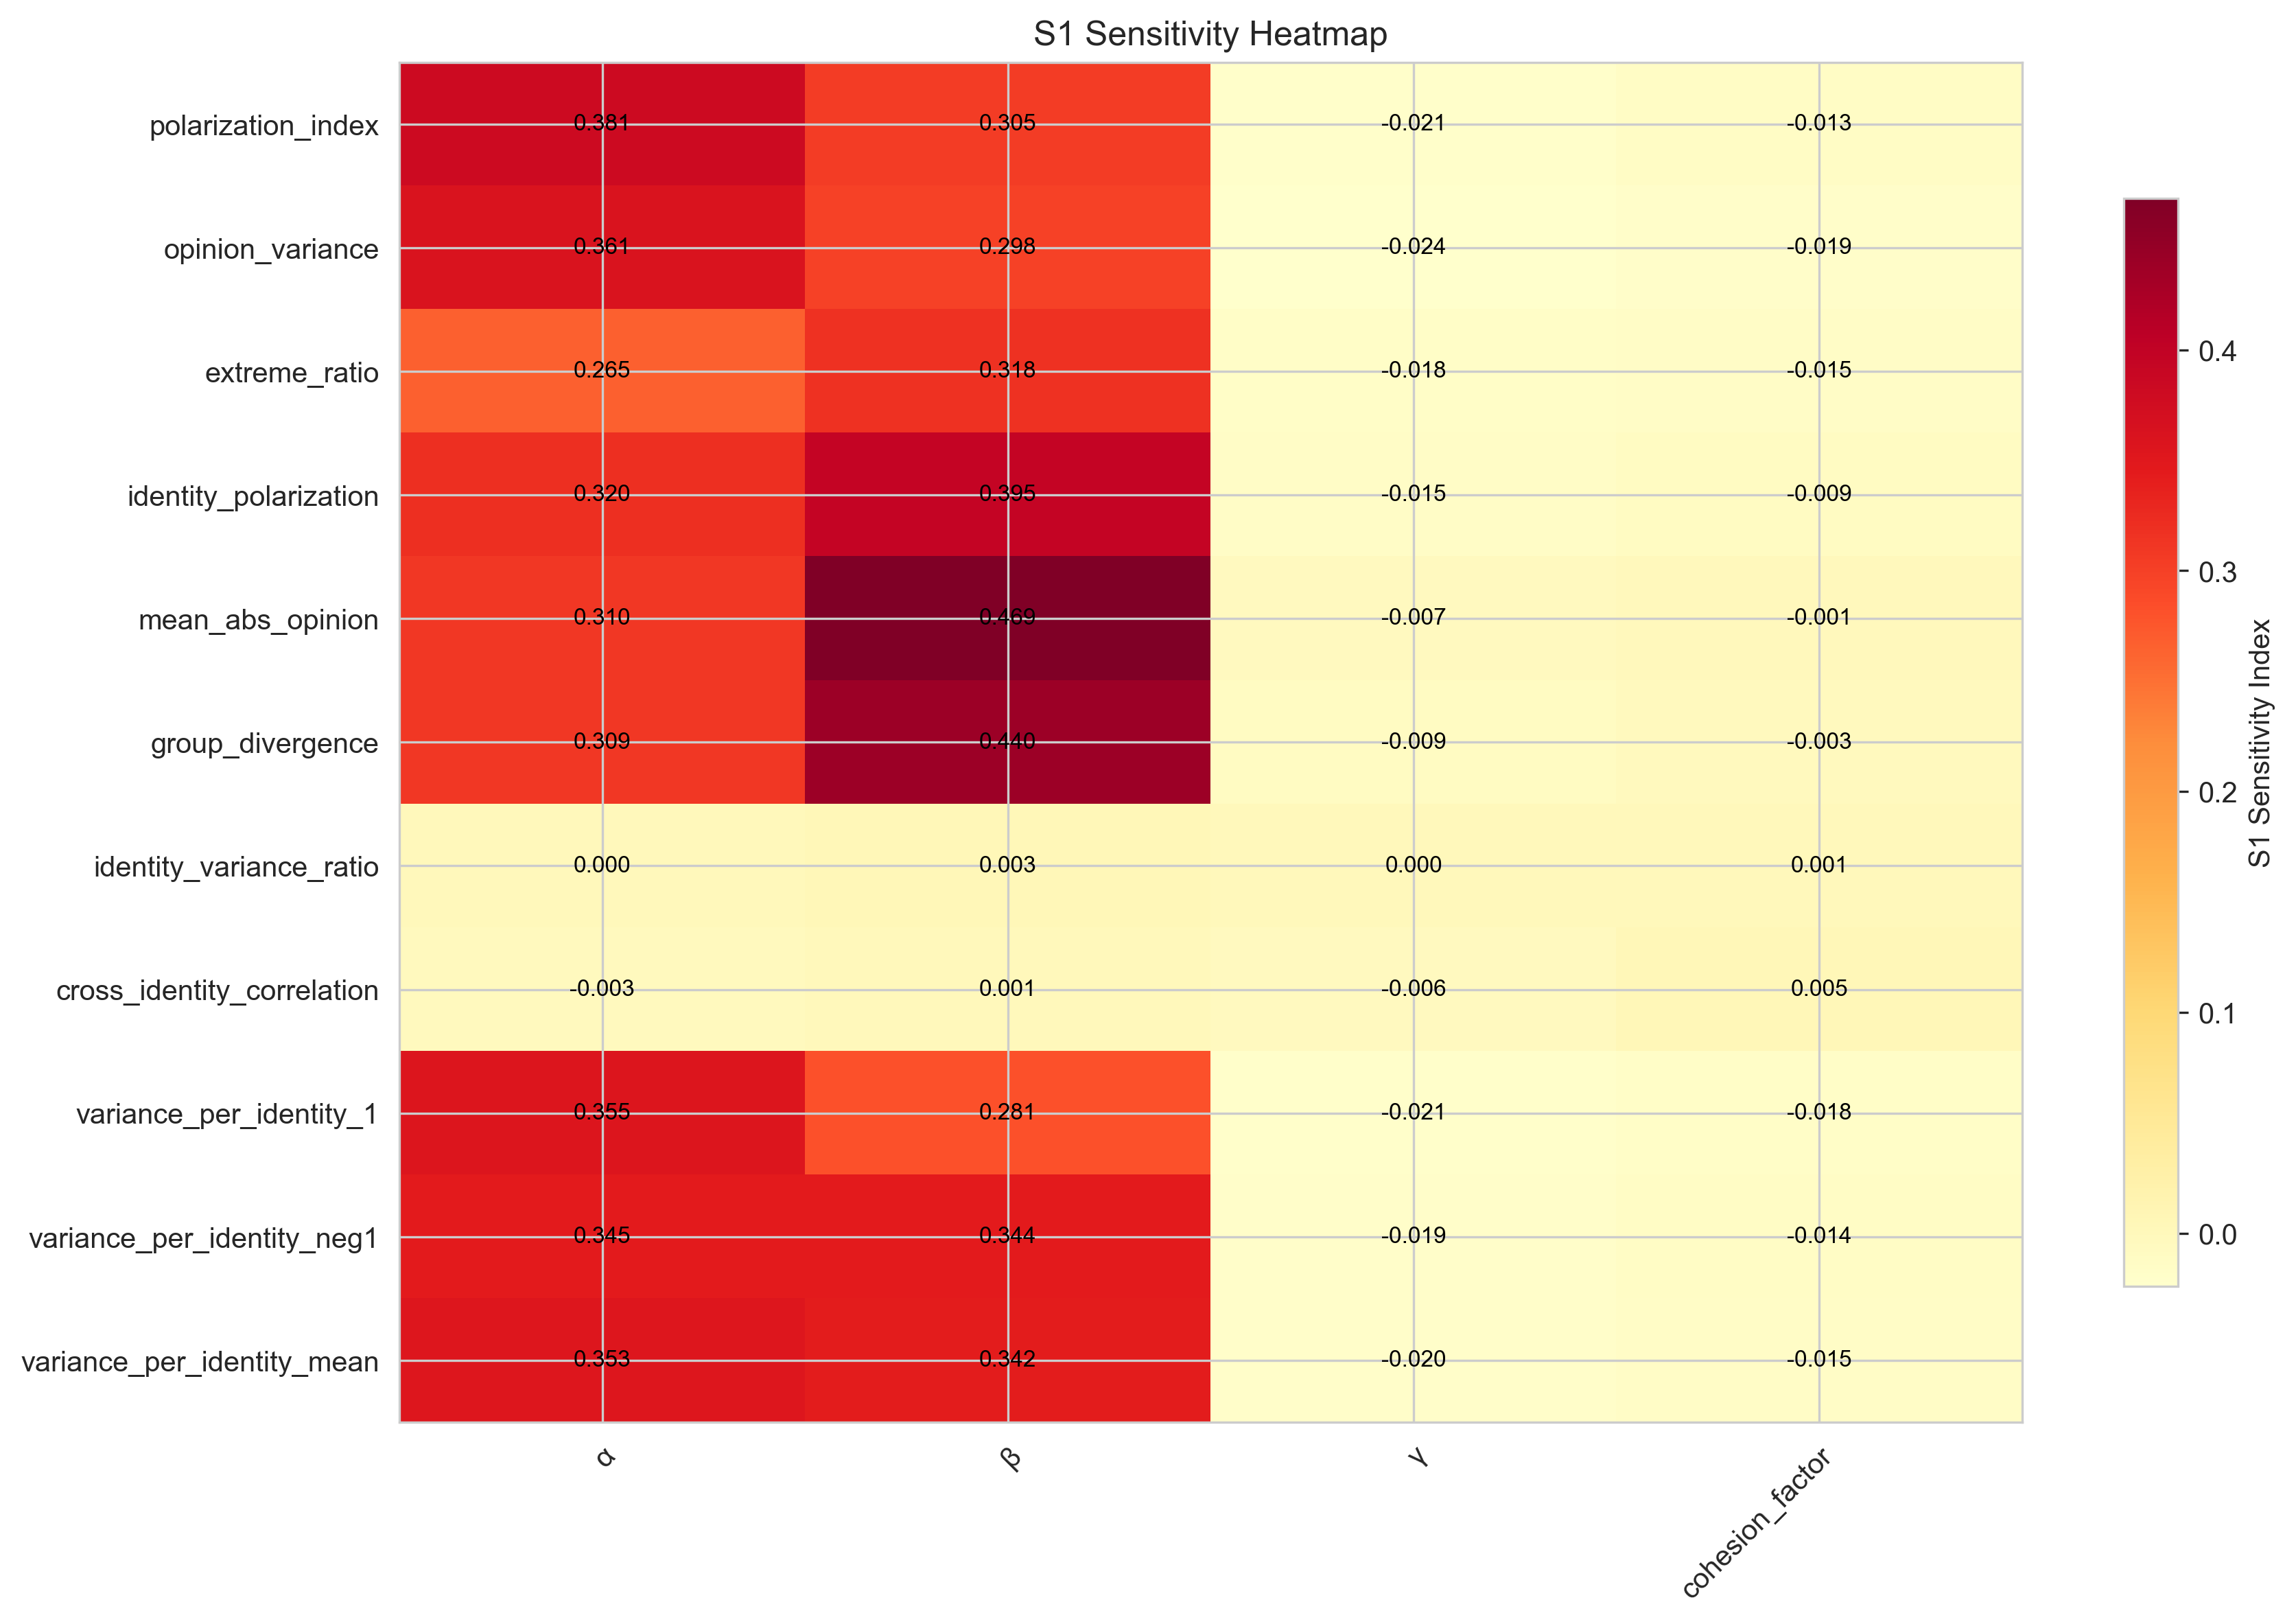 S1 Sensitivity Heatmap
polarization_index 0.381 0.305 -0.021 -0.013
opinion_variance 0.361 0.298 -0.024 -0.019
extreme_ratio 0.265 0.318 -0.018 -0.015
identity_polarization 0.320 0.395 -0.015 -0.009
mean_abs_opinion 0.310 0.469 -0.007 -0.001
group_divergence 0.309 0.440 -0.009 -0.003
identity_variance_ratio 0.000 0.003 0.000 0.001
cross_identity_correlation -0.003 0.001 -0.006 0.005
variance_per_identity_1 0.355 0.281 -0.021 -0.018
variance_per_identity_neg1 0.345 0.344 -0.019 -0.014
variance_per_identity_mean 0.353 0.342 -0.020 -0.015
α β γ cohesion_factor
0.4
0.3
0.2
0.1
0.0
S1 Sensitivity Index